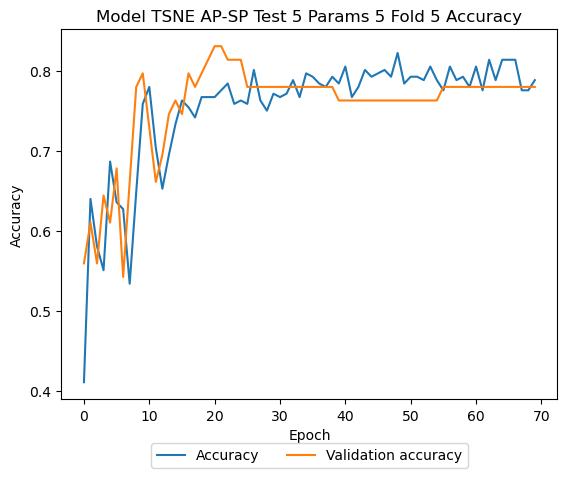 Model TSNE AP-SP Test 5 Params 5 Fold 5 Accuracy
0.8
0.7
0.6
0.5
0.4
Accuracy
0 10 20 30 40 50 60 70
Epoch
Accuracy Validation accuracy